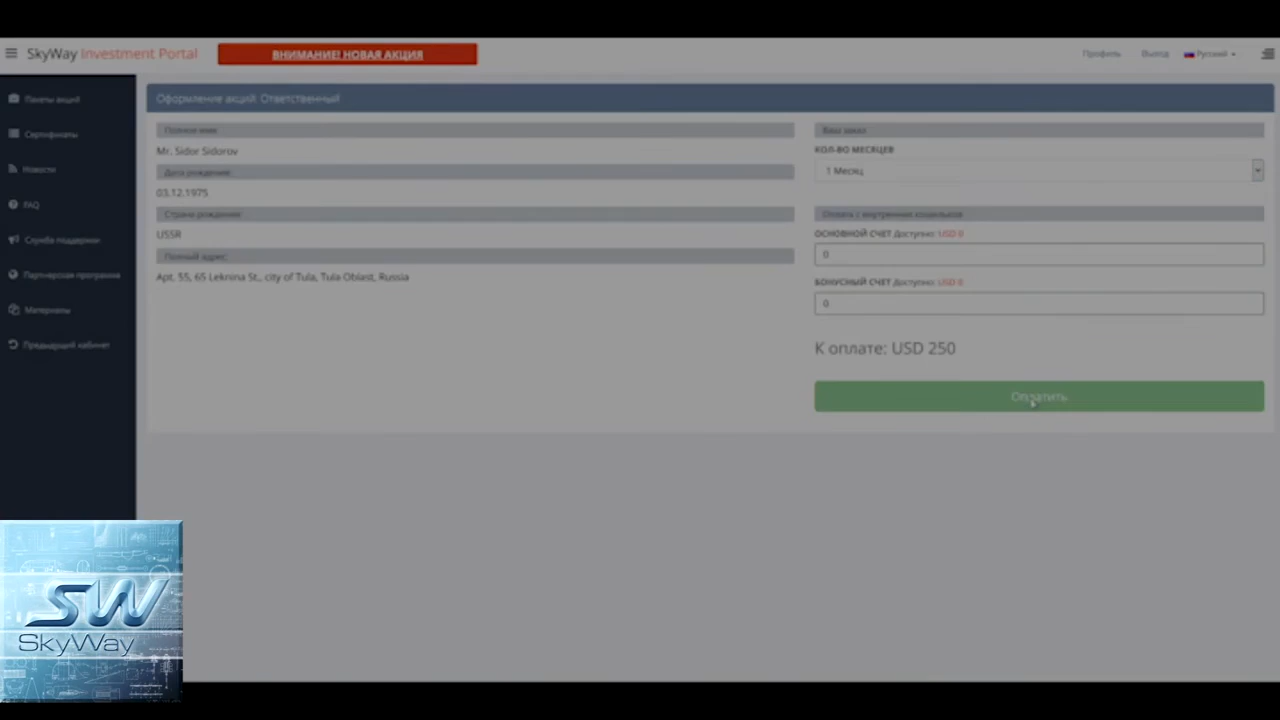 SkyWay Investment Portal
ВНИМАНИЕ! НОВАЯ АКЦИЯ
Профиль
Выход
Русский
Пакеты акций
Сертификаты
Новости
FAQ
Служба поддержки
Партнерская программа
Материалы
Предыдущий кабинет
Оформление акций: Ответственный
Полное имя:
Mr. Sidor Sidorov
Дата рождения:
03.12.1975
Страна рождения:
USSR
Полный адрес:
Apt. 55, 65 Leknina St., city of Tula, Tula Oblast, Russia
Ваш заказ
КОЛ-ВО МЕСЯЦЕВ
1 Месяц
Оплата с внутренних кошельков
ОСНОВНОЙ СЧЕТ Доступно: USD 0
0
БОНУСНЫЙ СЧЕТ Доступно: USD 0
0
К оплате: USD 250
Оплатить
SW
SkyWay